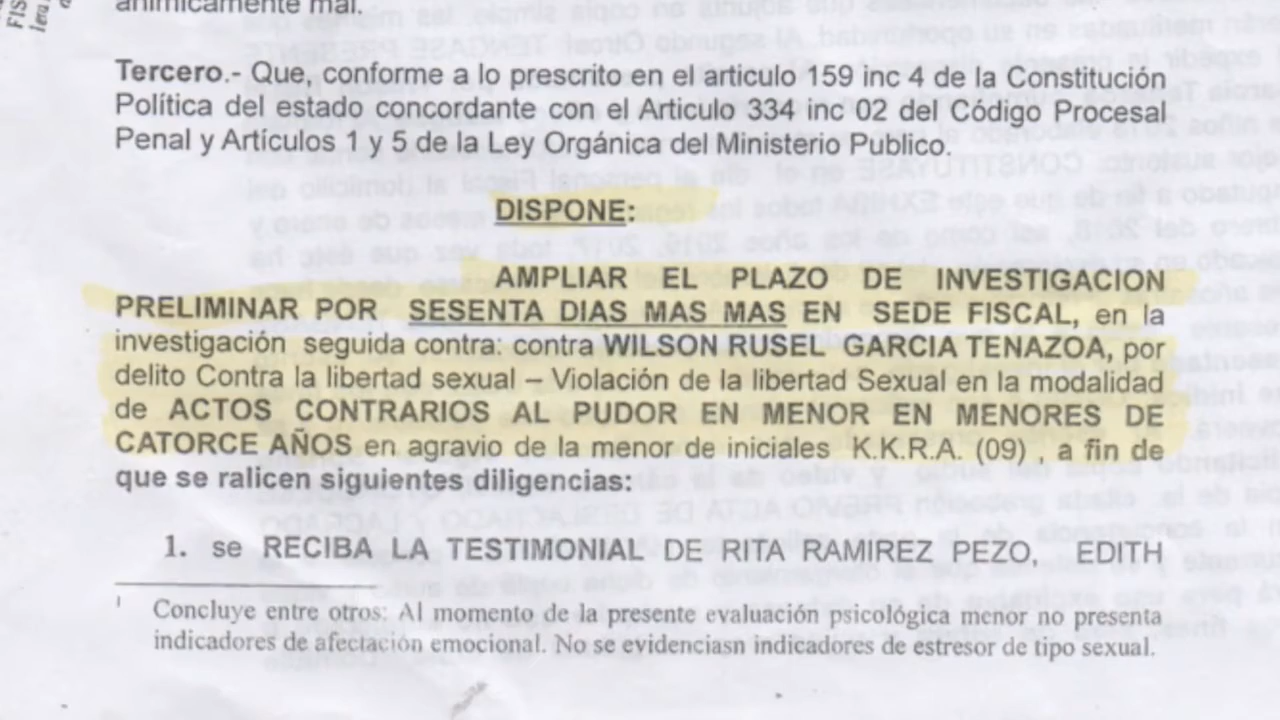 anímicamente mal.
Tercero.- Que, conforme a lo prescrito en el articulo 159 inc 4 de la Constitución
Política del estado concordante con el Articulo 334 inc 02 del Código Procesal
Penal y Artículos 1 y 5 de la Ley Orgánica del Ministerio Publico.
DISPONE:
AMPLIAR EL PLAZO DE INVESTIGACION
PRELIMINAR POR SESENTA DIAS MAS MAS EN SEDE FISCAL, en la
investigación seguida contra: contra WILSON RUSEL GARCIA TENAZOA, por
delito Contra la libertad sexual – Violación de la libertad Sexual en la modalidad
de ACTOS CONTRARIOS AL PUDOR EN MENOR EN MENORES DE
CATORCE AÑOS en agravio de la menor de iniciales K.K.R.A. (09) , a fin de
que se ralicen siguientes diligencias:
1. se RECIBA LA TESTIMONIAL DE RITA RAMIREZ PEZO, EDITH
1 Concluye entre otros: Al momento de la presente evaluación psicológica menor no presenta
indicadores de afectación emocional. No se evidenciasn indicadores de estresor de tipo sexual.